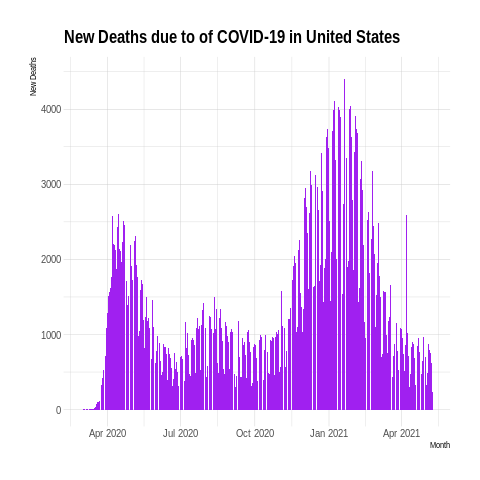 New Deaths due to of COVID-19 in United States
New Deaths
4000
3000
2000
1000
0
Apr 2020 Jul 2020 Oct 2020 Jan 2021 Apr 2021
Month